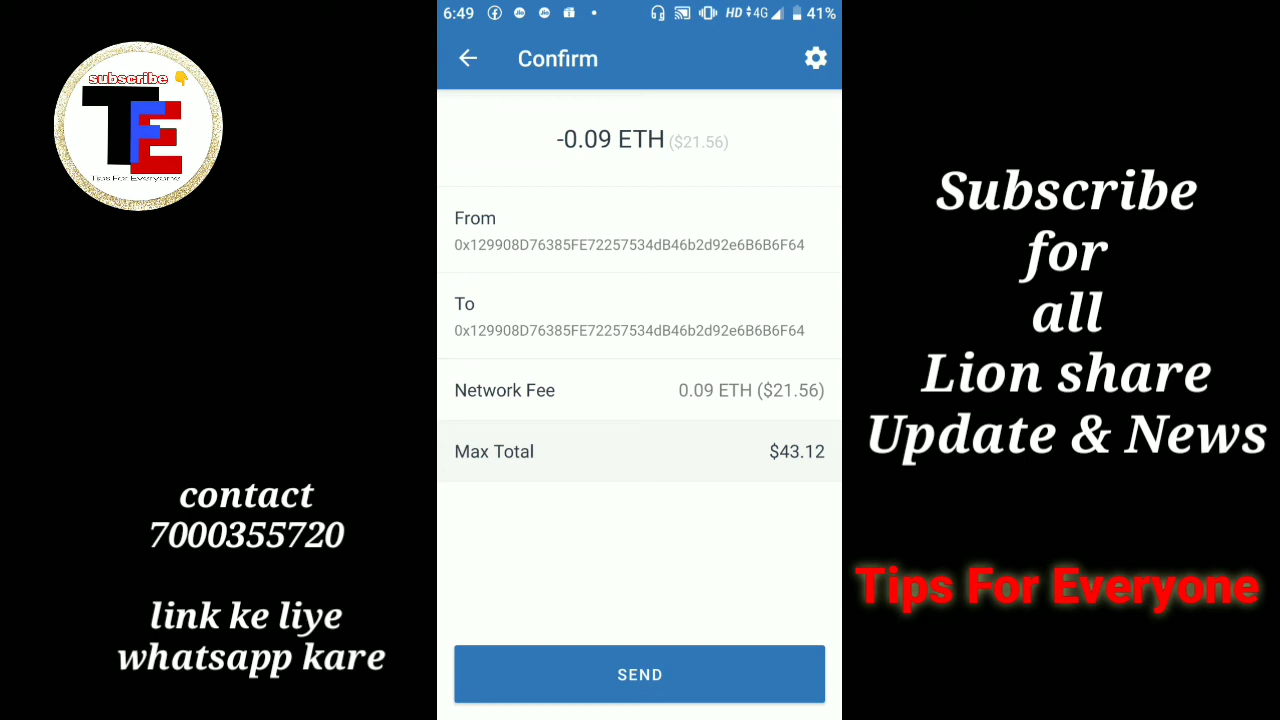 subscribe 👇
TFE
Tips For Everyone
contact
7000355720
link ke liye
whatsapp kare
6:49
HD 4G 41%
Confirm
-0.09 ETH ($21.56)
From
0x129908D76385FE72257534dB46b2d92e6B6B6F64
To
0x129908D76385FE72257534dB46b2d92e6B6B6F64
Network Fee 0.09 ETH ($21.56)
Max Total $43.12
SEND
Subscribe
for
all
Lion share
Update & News
Tips For Everyone